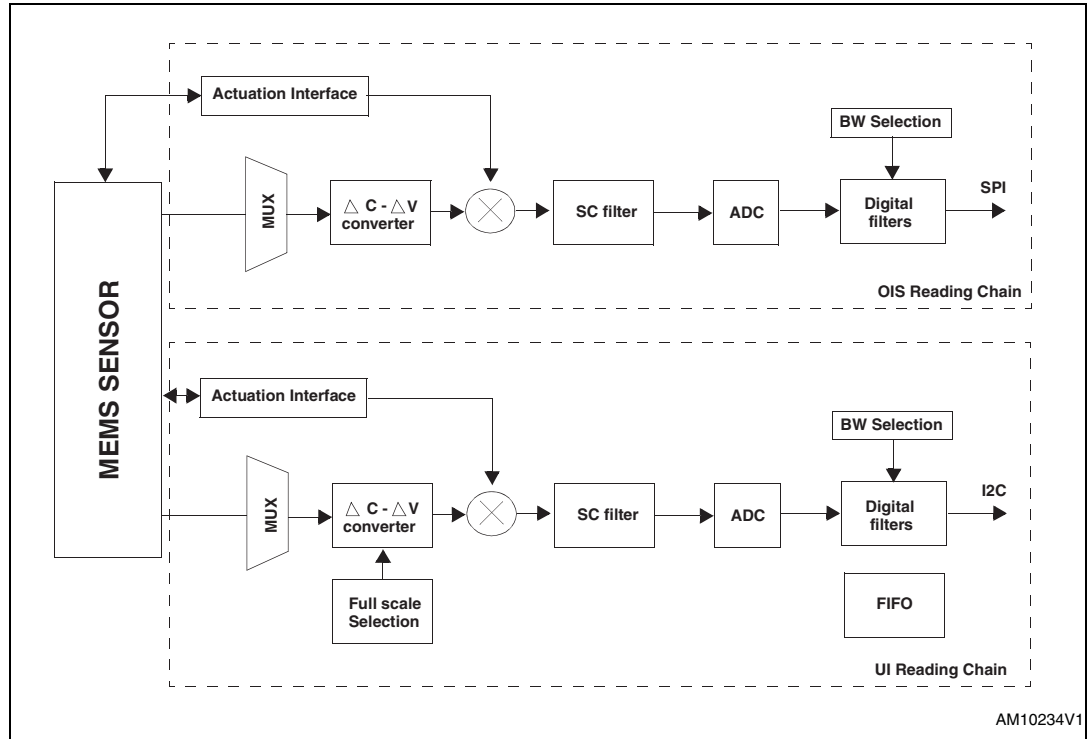 Actuation Interface
BW Selection
SPI
MUX
△ C - △V
converter
SC filter
ADC
Digital
filters
OIS Reading Chain
MEMS SENSOR
Actuation Interface
BW Selection
I2C
MUX
△ C - △V
converter
SC filter
ADC
Digital
filters
Full scale
Selection
FIFO
UI Reading Chain
AM10234V1